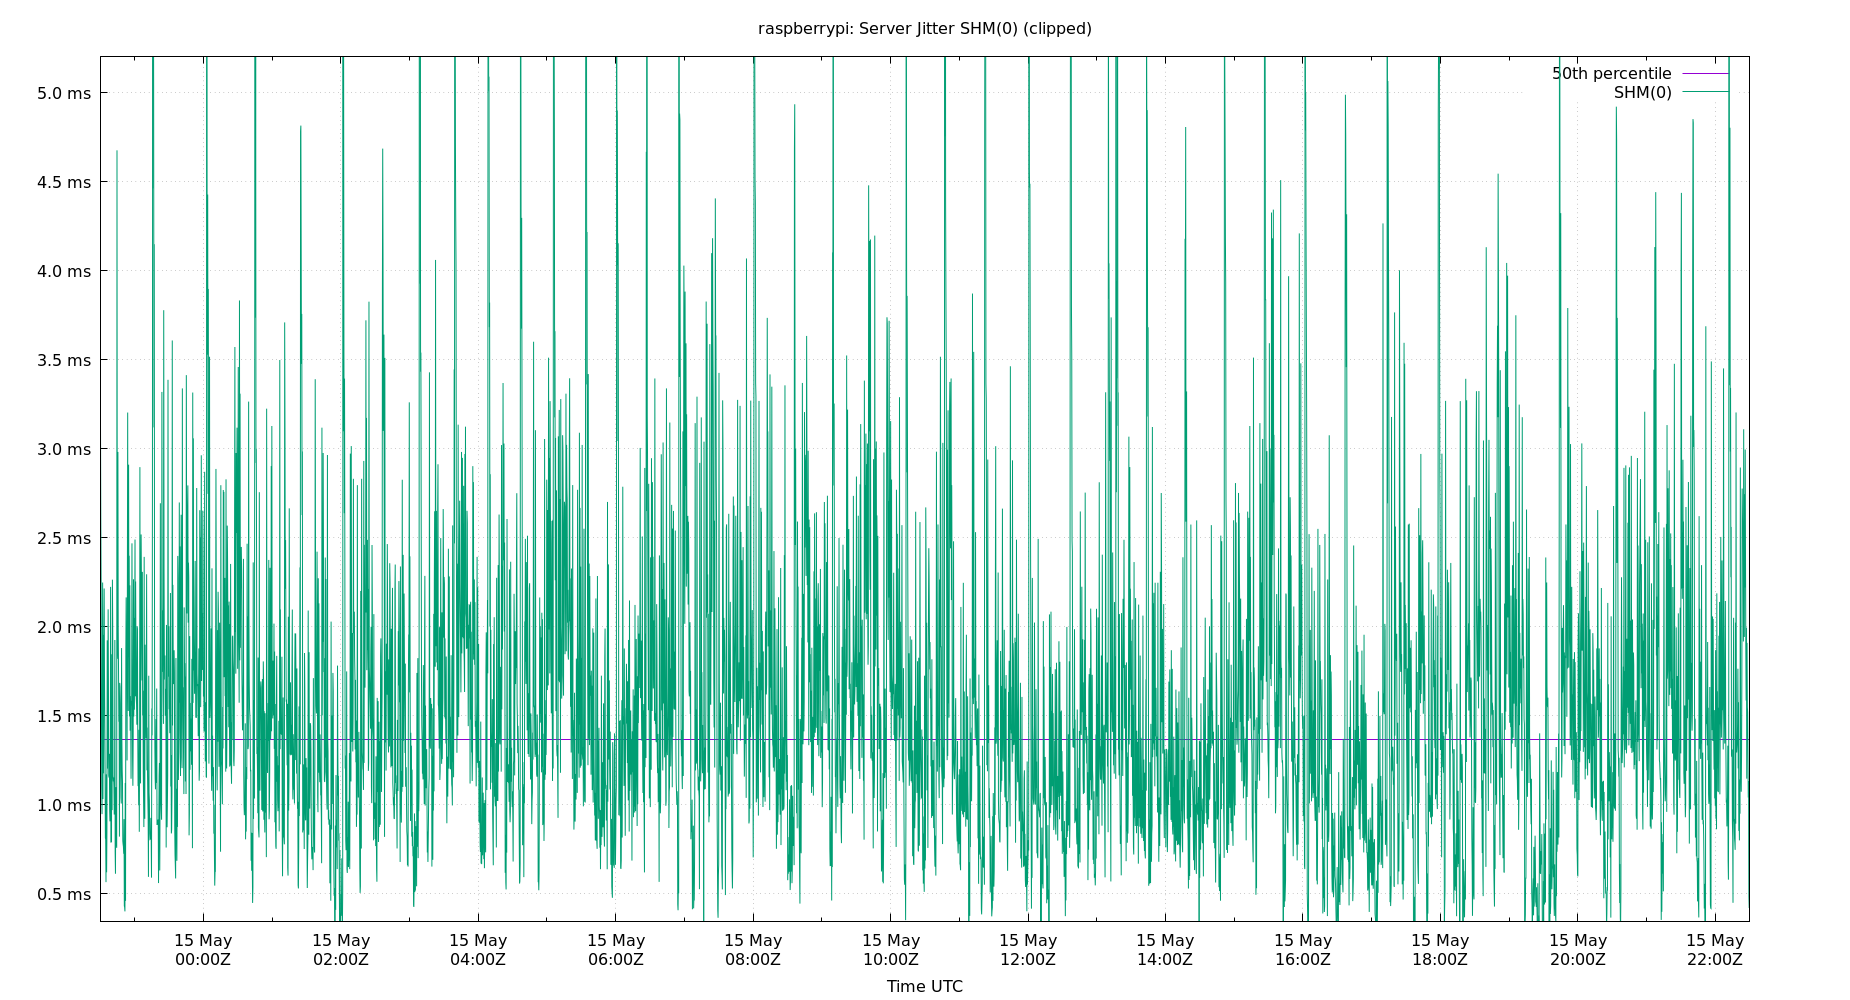 raspberrypi: Server Jitter SHM(0) (clipped)
50th percentile
SHM(0)
5.0 ms
4.5 ms
4.0 ms
3.5 ms
3.0 ms
2.5 ms
2.0 ms
1.5 ms
1.0 ms
0.5 ms
15 May 15 May 15 May 15 May 15 May 15 May 15 May 15 May 15 May 15 May 15 May 15 May
00:00Z 02:00Z 04:00Z 06:00Z 08:00Z 10:00Z 12:00Z 14:00Z 16:00Z 18:00Z 20:00Z 22:00Z
Time UTC